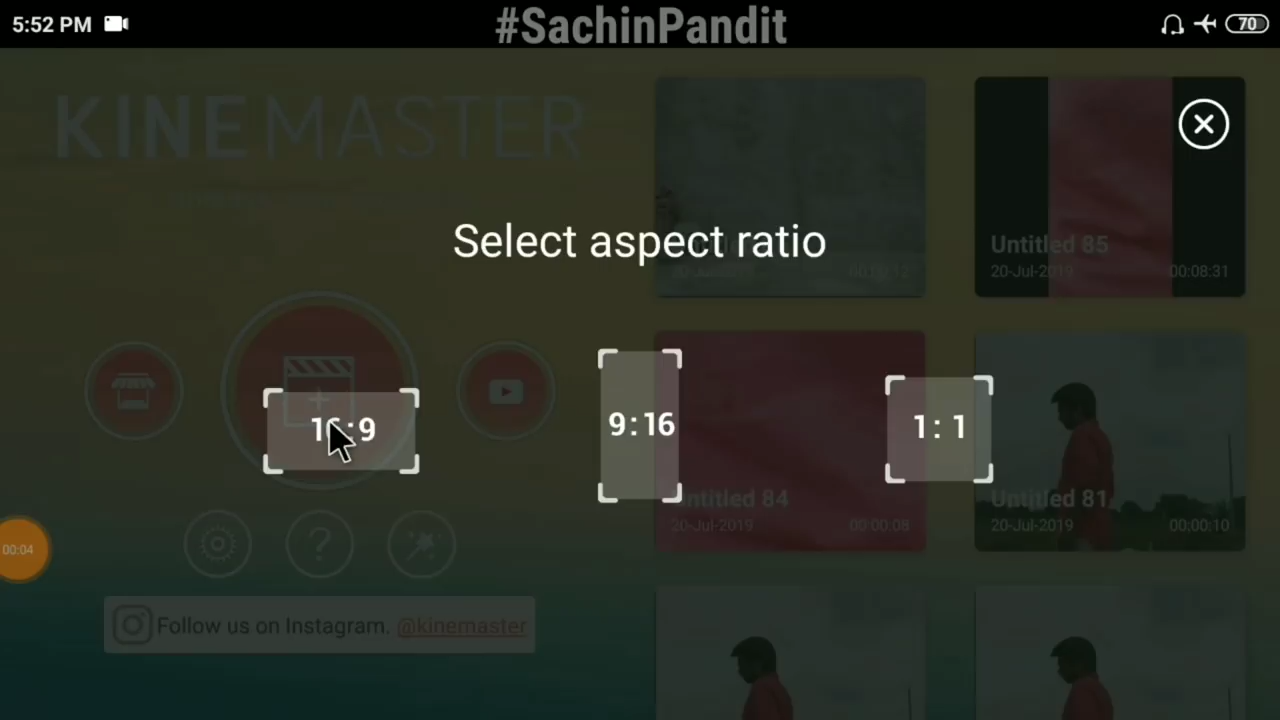 5:52 PM
#SachinPandit
70
KINEMASTER
Select aspect ratio
Untitled 85
20-Jul-2019 00:08:31
16:9
9:16
1:1
Untitled 84
20-Jul-2019 00:00:08
Untitled 81
20-Jul-2019 00:00:10
00:04
Follow us on Instagram. @kinemaster